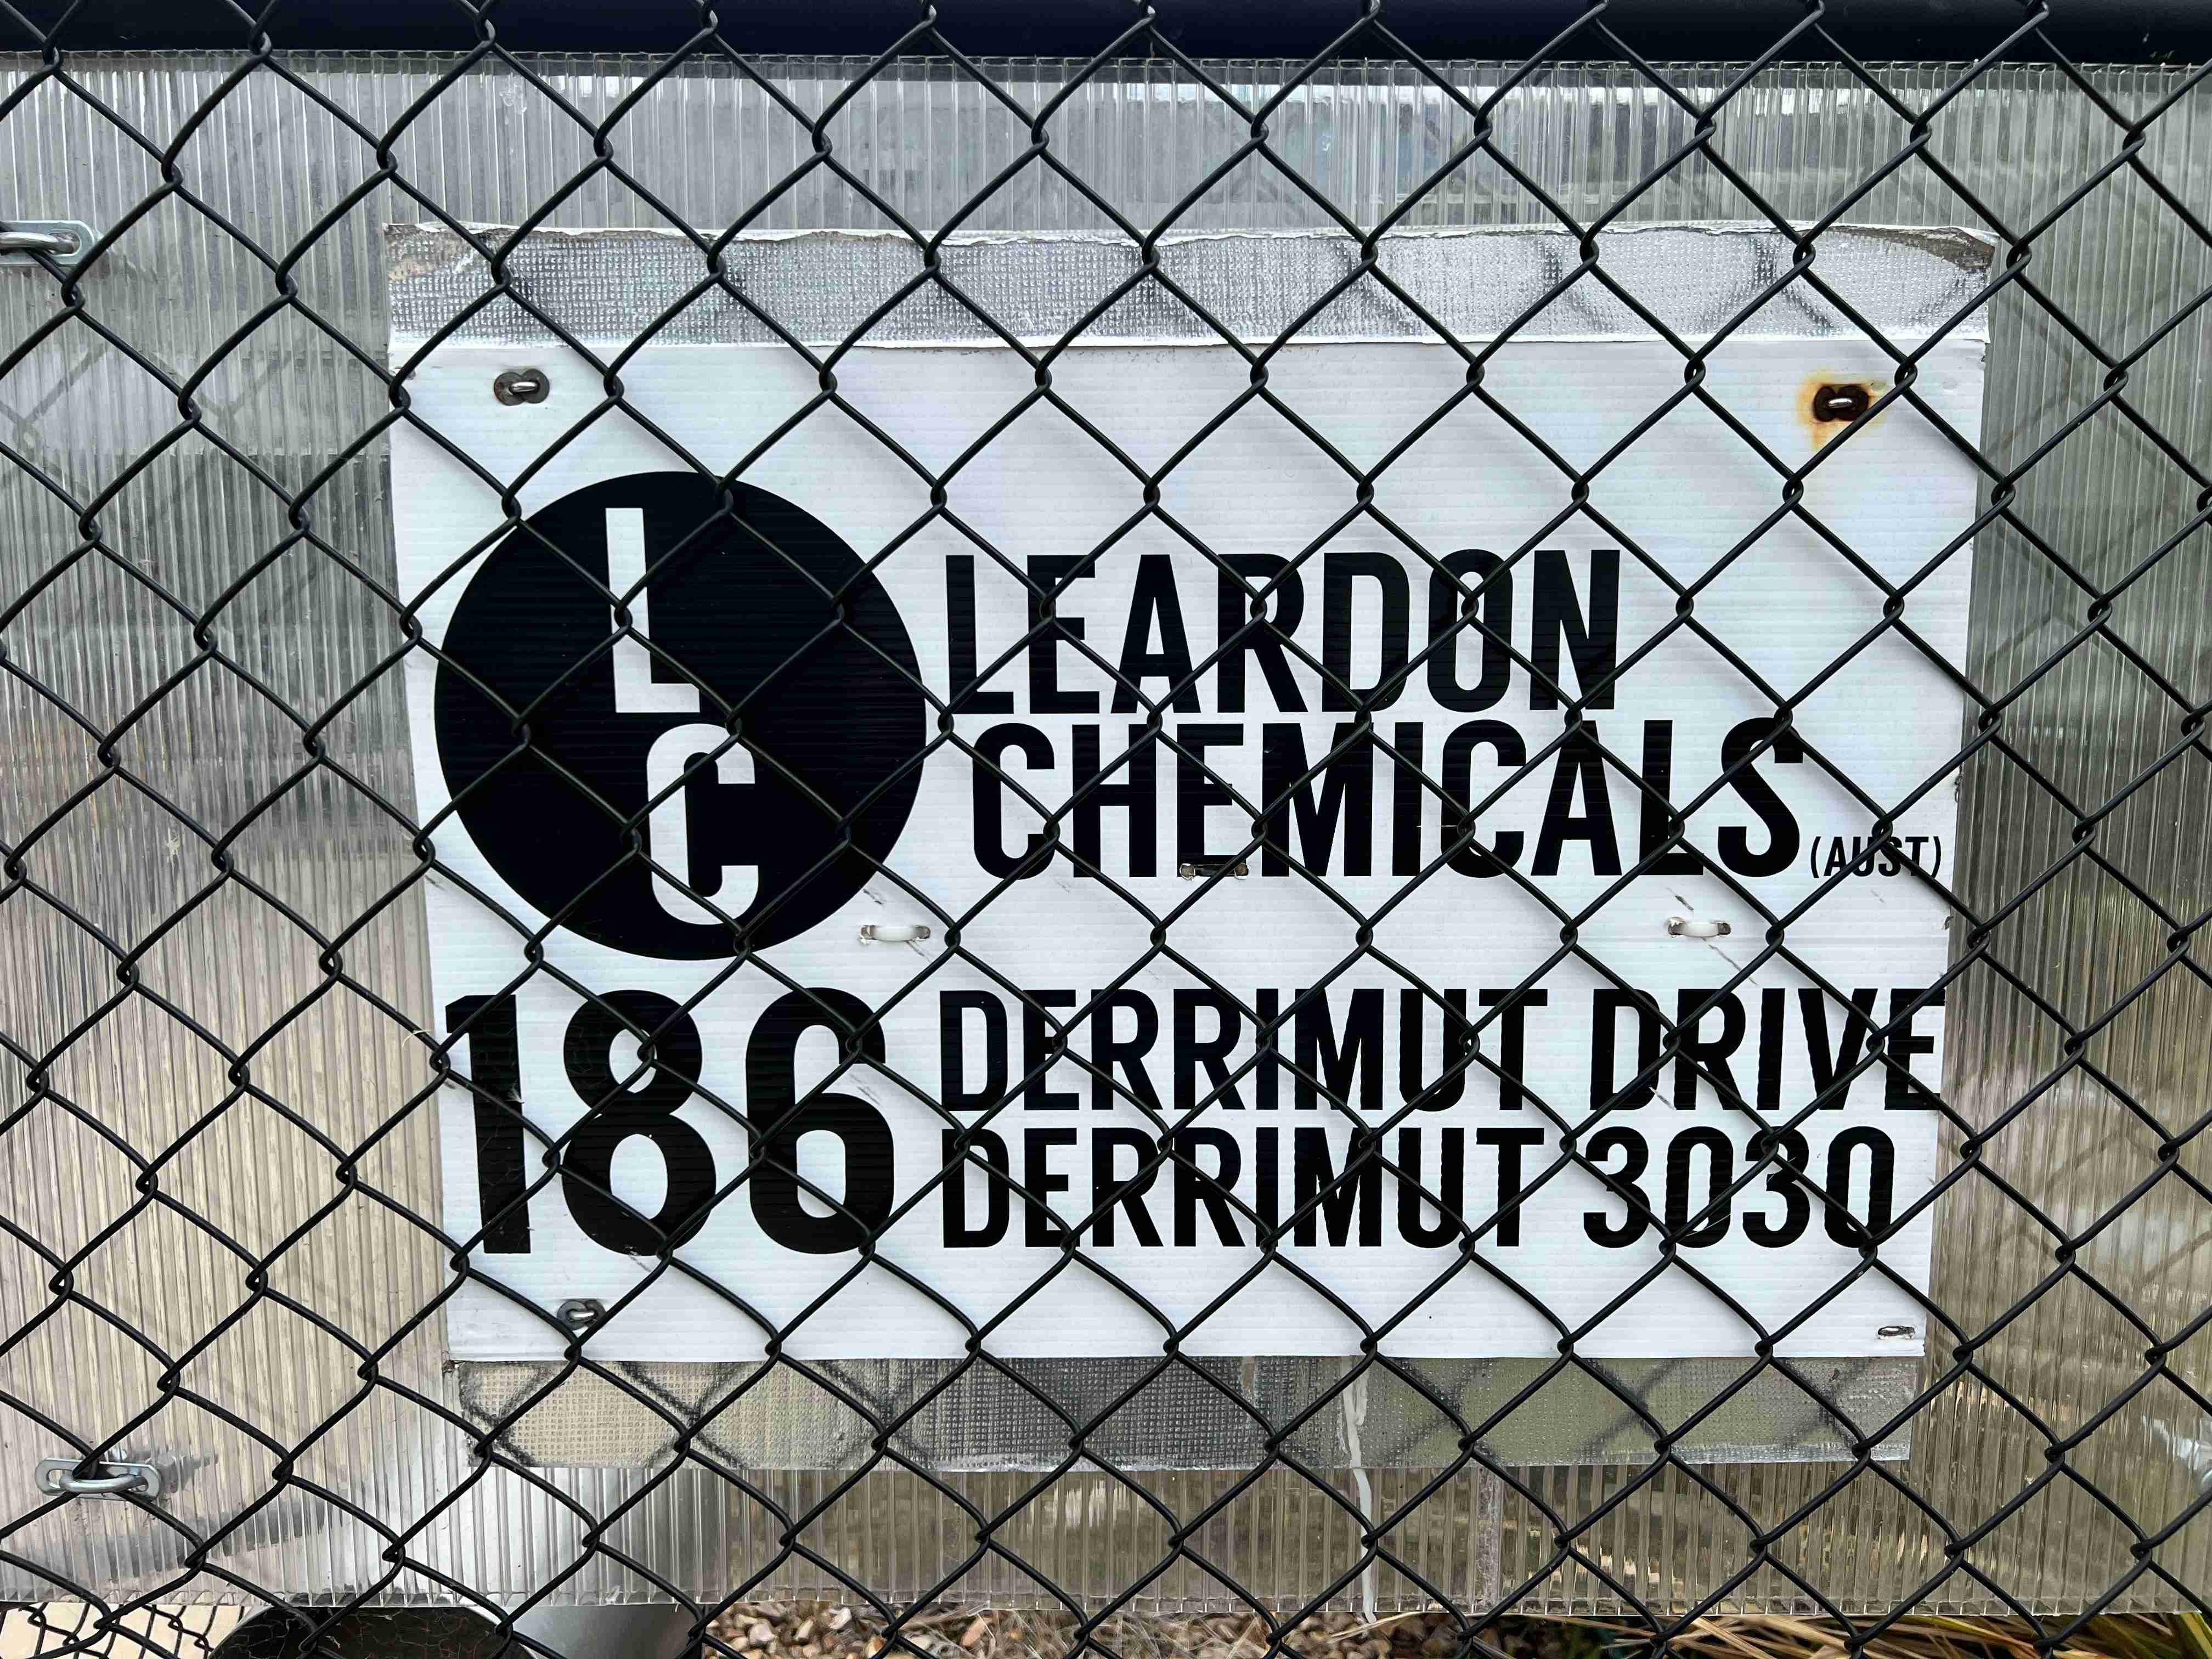 L
C
LEARDON
CHEMICALS (AUST)
186 DERRIMUT DRIVE
DERRIMUT 3030